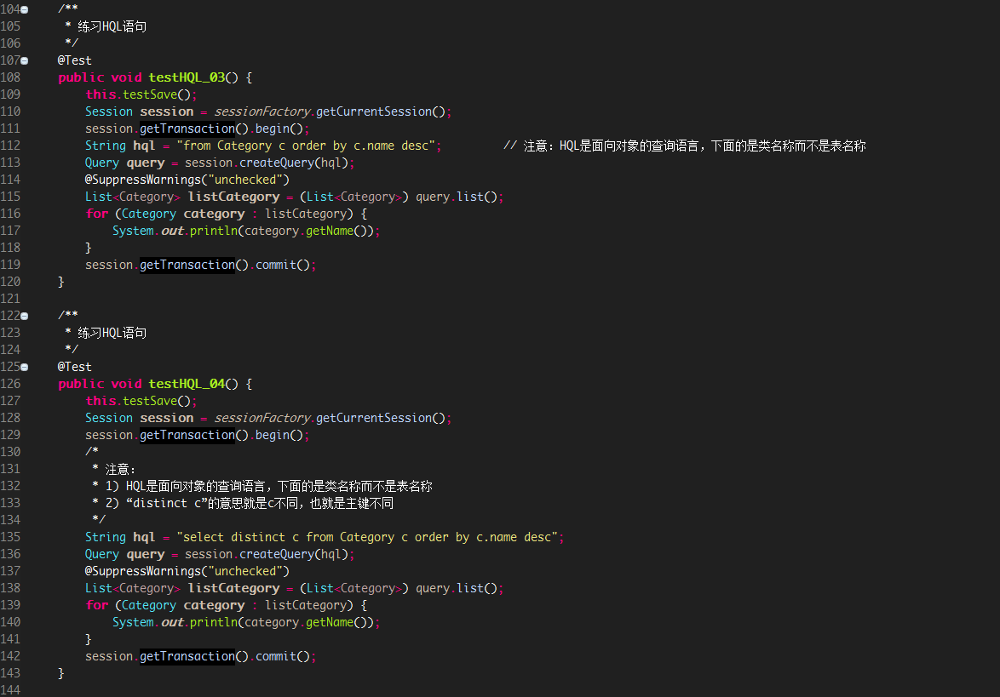 104    /**
105     * 练习HQL语句
106     */
107    @Test
108    public void testHQL_03() {
109        this.testSave();
110        Session session = sessionFactory.getCurrentSession();
111        session.getTransaction().begin();
112        String hql = "from Category c order by c.name desc";         // 注意：HQL是面向对象的查询语言，下面的是类名称而不是表名称
113        Query query = session.createQuery(hql);
114        @SuppressWarnings("unchecked")
115        List<Category> listCategory = (List<Category>) query.list();
116        for (Category category : listCategory) {
117            System.out.println(category.getName());
118        }
119        session.getTransaction().commit();
120    }
121
122    /**
123     * 练习HQL语句
124     */
125    @Test
126    public void testHQL_04() {
127        this.testSave();
128        Session session = sessionFactory.getCurrentSession();
129        session.getTransaction().begin();
130        /*
131         * 注意：
132         * 1) HQL是面向对象的查询语言，下面的是类名称而不是表名称
133         * 2) “distinct c”的意思就是c不同，也就是主键不同
134         */
135        String hql = "select distinct c from Category c order by c.name desc";
136        Query query = session.createQuery(hql);
137        @SuppressWarnings("unchecked")
138        List<Category> listCategory = (List<Category>) query.list();
139        for (Category category : listCategory) {
140            System.out.println(category.getName());
141        }
142        session.getTransaction().commit();
143    }
144